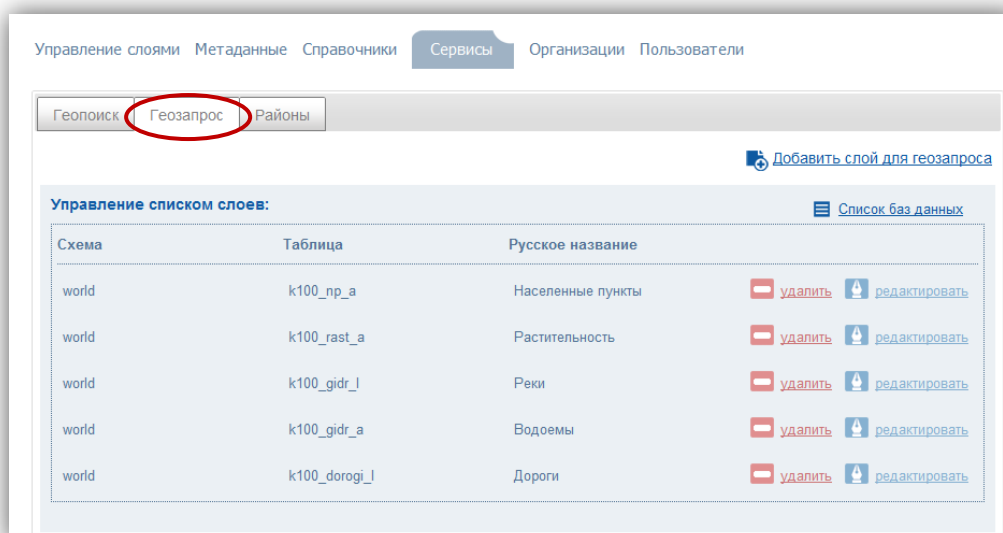 Управление слоями Метаданные Справочники Сервисы Организации Пользователи
Геопоиск Геозапрос Районы
Добавить слой для геозапроса
Управление списком слоев: Список баз данных
Схема Таблица Русское название
world k100_np_a Населенные пункты удалить редактировать
world k100_rast_a Растительность удалить редактировать
world k100_gidr_l Реки удалить редактировать
world k100_gidr_a Водоемы удалить редактировать
world k100_dorogi_l Дороги удалить редактировать